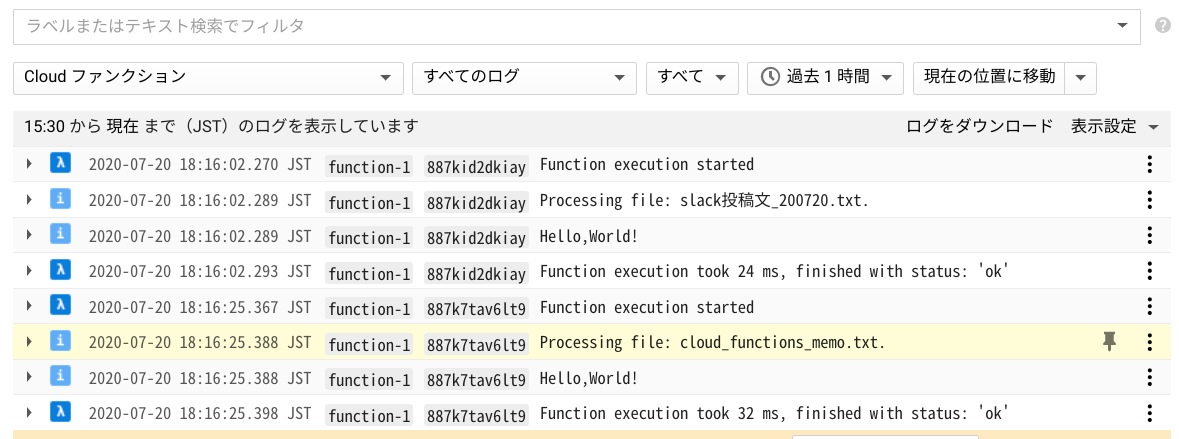 ラベルまたはテキスト検索でフィルタ
Cloud ファンクション すべてのログ すべて 過去 1 時間 現在の位置に移動
15:30 から 現在 まで（JST）のログを表示しています ログをダウンロード 表示設定
λ 2020-07-20 18:16:02.270 JST function-1 887kid2dkiay Function execution started
i 2020-07-20 18:16:02.289 JST function-1 887kid2dkiay Processing file: slack投稿文_200720.txt.
i 2020-07-20 18:16:02.289 JST function-1 887kid2dkiay Hello,World!
λ 2020-07-20 18:16:02.293 JST function-1 887kid2dkiay Function execution took 24 ms, finished with status: 'ok'
λ 2020-07-20 18:16:25.367 JST function-1 887k7tav6lt9 Function execution started
i 2020-07-20 18:16:25.388 JST function-1 887k7tav6lt9 Processing file: cloud_functions_memo.txt.
i 2020-07-20 18:16:25.388 JST function-1 887k7tav6lt9 Hello,World!
λ 2020-07-20 18:16:25.398 JST function-1 887k7tav6lt9 Function execution took 32 ms, finished with status: 'ok'